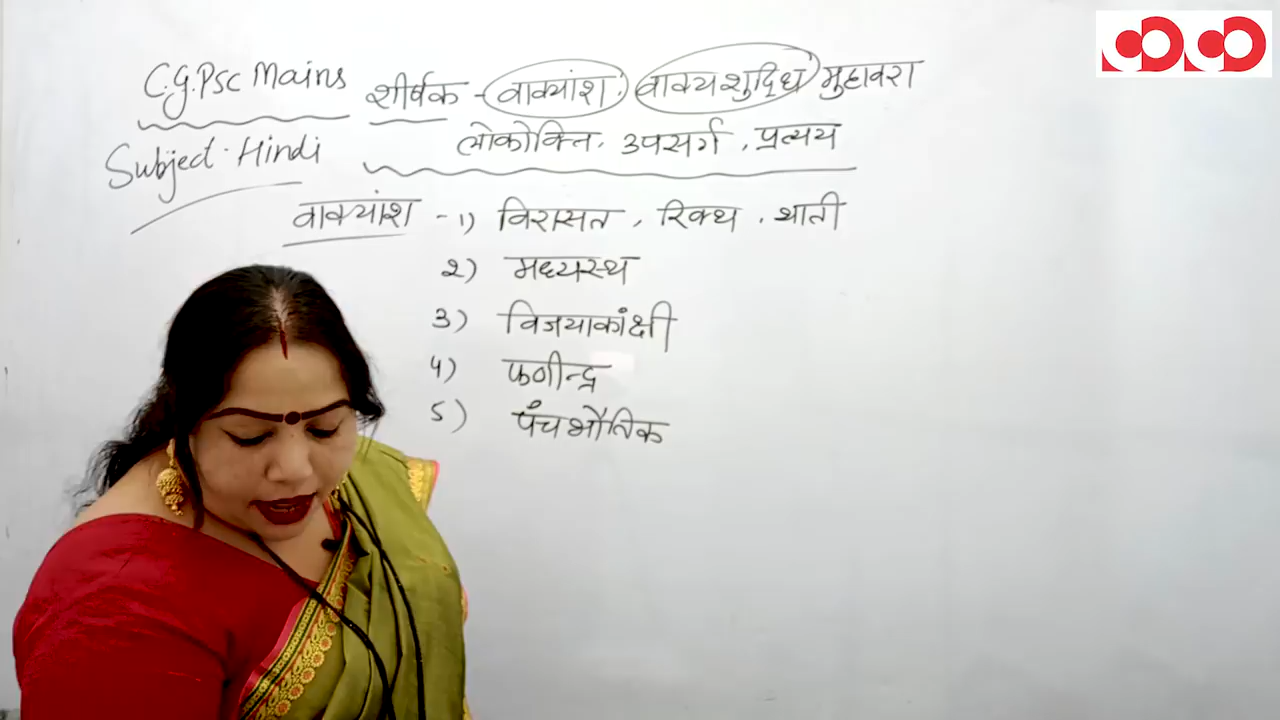 C.G.Psc Mains
शीर्षक - वाक्यांश, वाक्यशुद्धि मुहावरा
लोकोक्ति, उपसर्ग, प्रत्यय
Subject. Hindi
वाक्यांश - 1) विरासत, रिक्थ, थाती
2) मध्यस्थ
3) विजयाकांक्षी
4) फणीन्द्र
5) पंचभौतिक